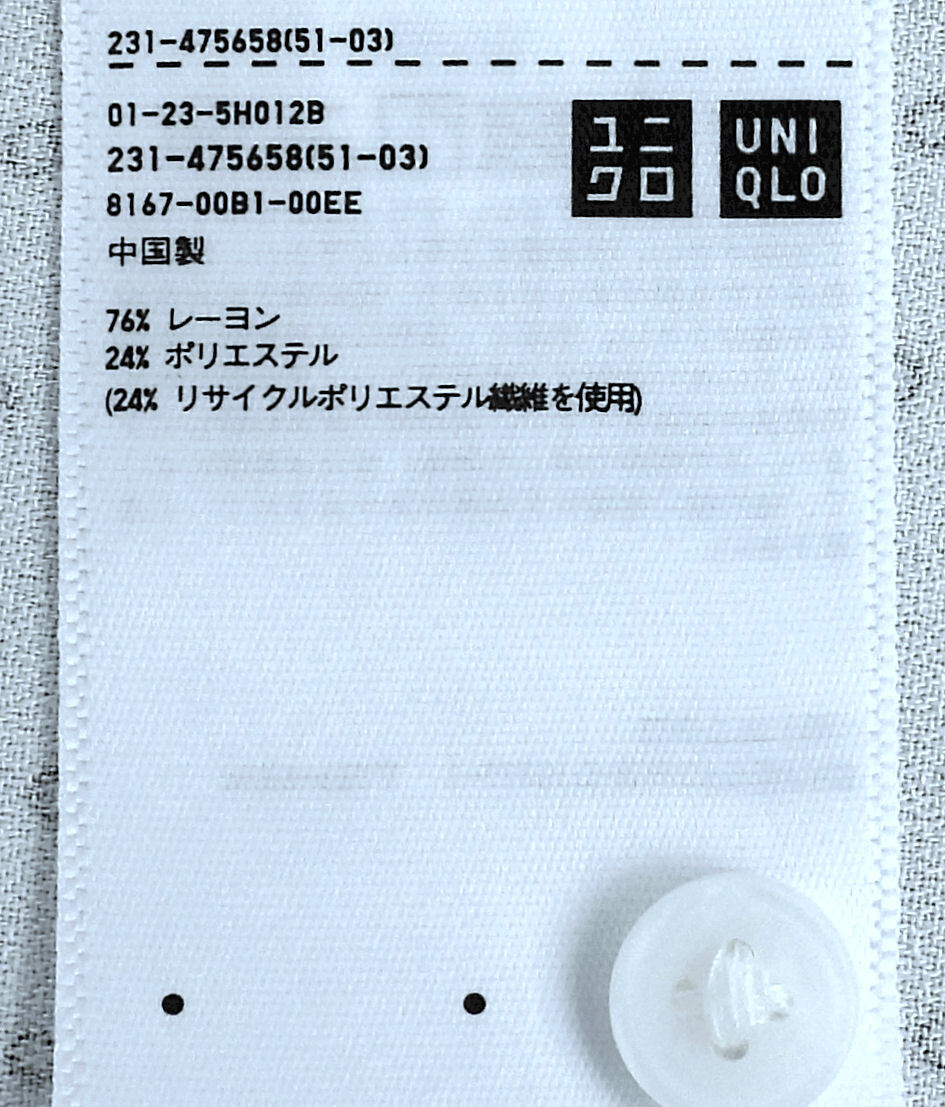 231-475658(51-03)
01-23-5H012B
231-475658(51-03)
8167-00B1-00EE
中国製
ユニ
クロ
UNI
QLO
76% レーヨン
24% ポリエステル
(24% リサイクルポリエステル繊維を使用)